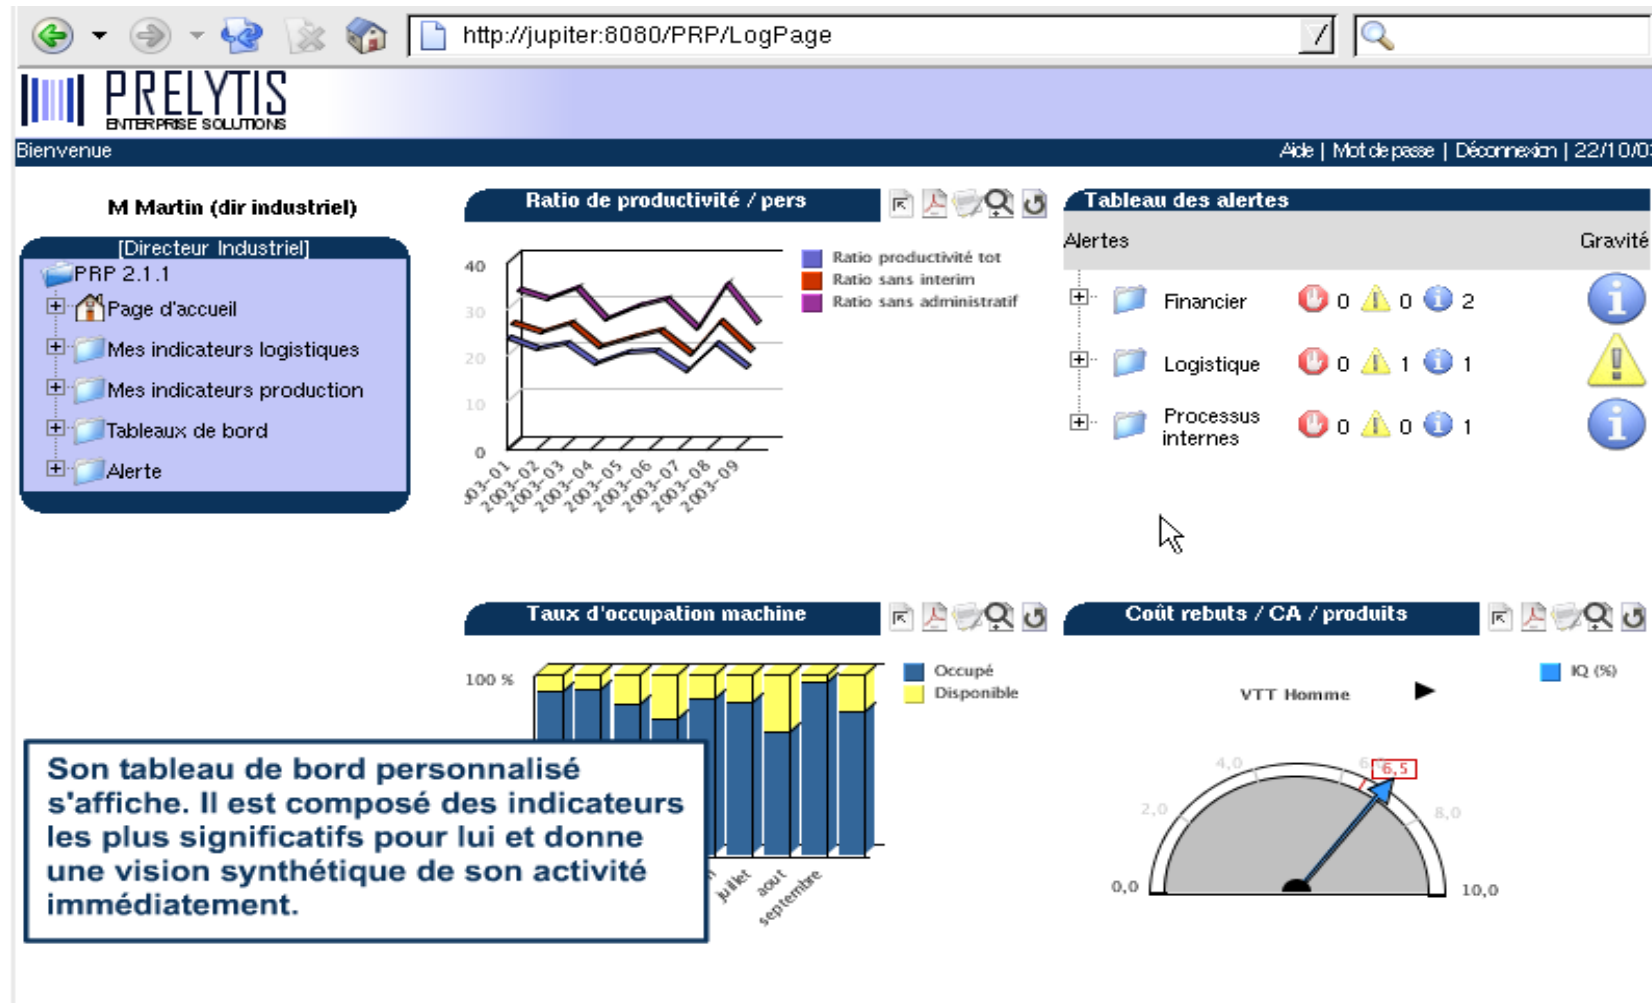 http://jupiter:8080/PRP/LogPage
PRELYTIS
ENTERPRISE SOLUTIONS
Bienvenue
Aide | Mot de passe | Déconnexion | 22/10/0
M Martin (dir industriel)
[Directeur Industriel]
PRP 2.1.1
Page d'accueil
Mes indicateurs logistiques
Mes indicateurs production
Tableaux de bord
Alerte
Ratio de productivité / pers
40
30
20
10
0
003-01
2003-02
2003-03
2003-04
2003-05
2003-06
2003-07
2003-08
2003-09
Ratio productivité tot
Ratio sans interim
Ratio sans administratif
Tableau des alertes
Alertes Gravité
Financier 0 0 2
Logistique 0 1 1
Processus
internes 0 0 1
Taux d'occupation machine
100 %
Occupé
Disponible
juillet
aout
septembre
Coût rebuts / CA / produits
IQ (%)
VTT Homme
0,0
2,0
4,0
6,5
8,0
10,0
Son tableau de bord personnalisé
s'affiche. Il est composé des indicateurs
les plus significatifs pour lui et donne
une vision synthétique de son activité
immédiatement.